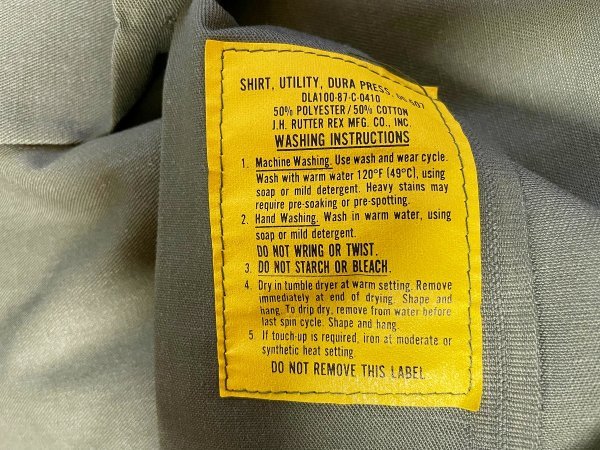 SHIRT, UTILITY, DURA PRESS, OG 507
DLA100-87-C-0410
50% POLYESTER/50% COTTON
J.H. RUTTER REX MFG. CO., INC.
WASHING INSTRUCTIONS
1. Machine Washing. Use wash and wear cycle.
Wash with warm water 120°F (49°C), using
soap or mild detergent. Heavy stains may
require pre-soaking or pre-spotting.
2. Hand Washing. Wash in warm water, using
soap or mild detergent.
DO NOT WRING OR TWIST.
3. DO NOT STARCH OR BLEACH.
4. Dry in tumble dryer at warm setting. Remove
immediately at end of drying. Shape and
hang. To drip dry, remove from water before
last spin cycle. Shape and hang.
5. If touch-up is required, iron at moderate or
synthetic heat setting.
DO NOT REMOVE THIS LABEL